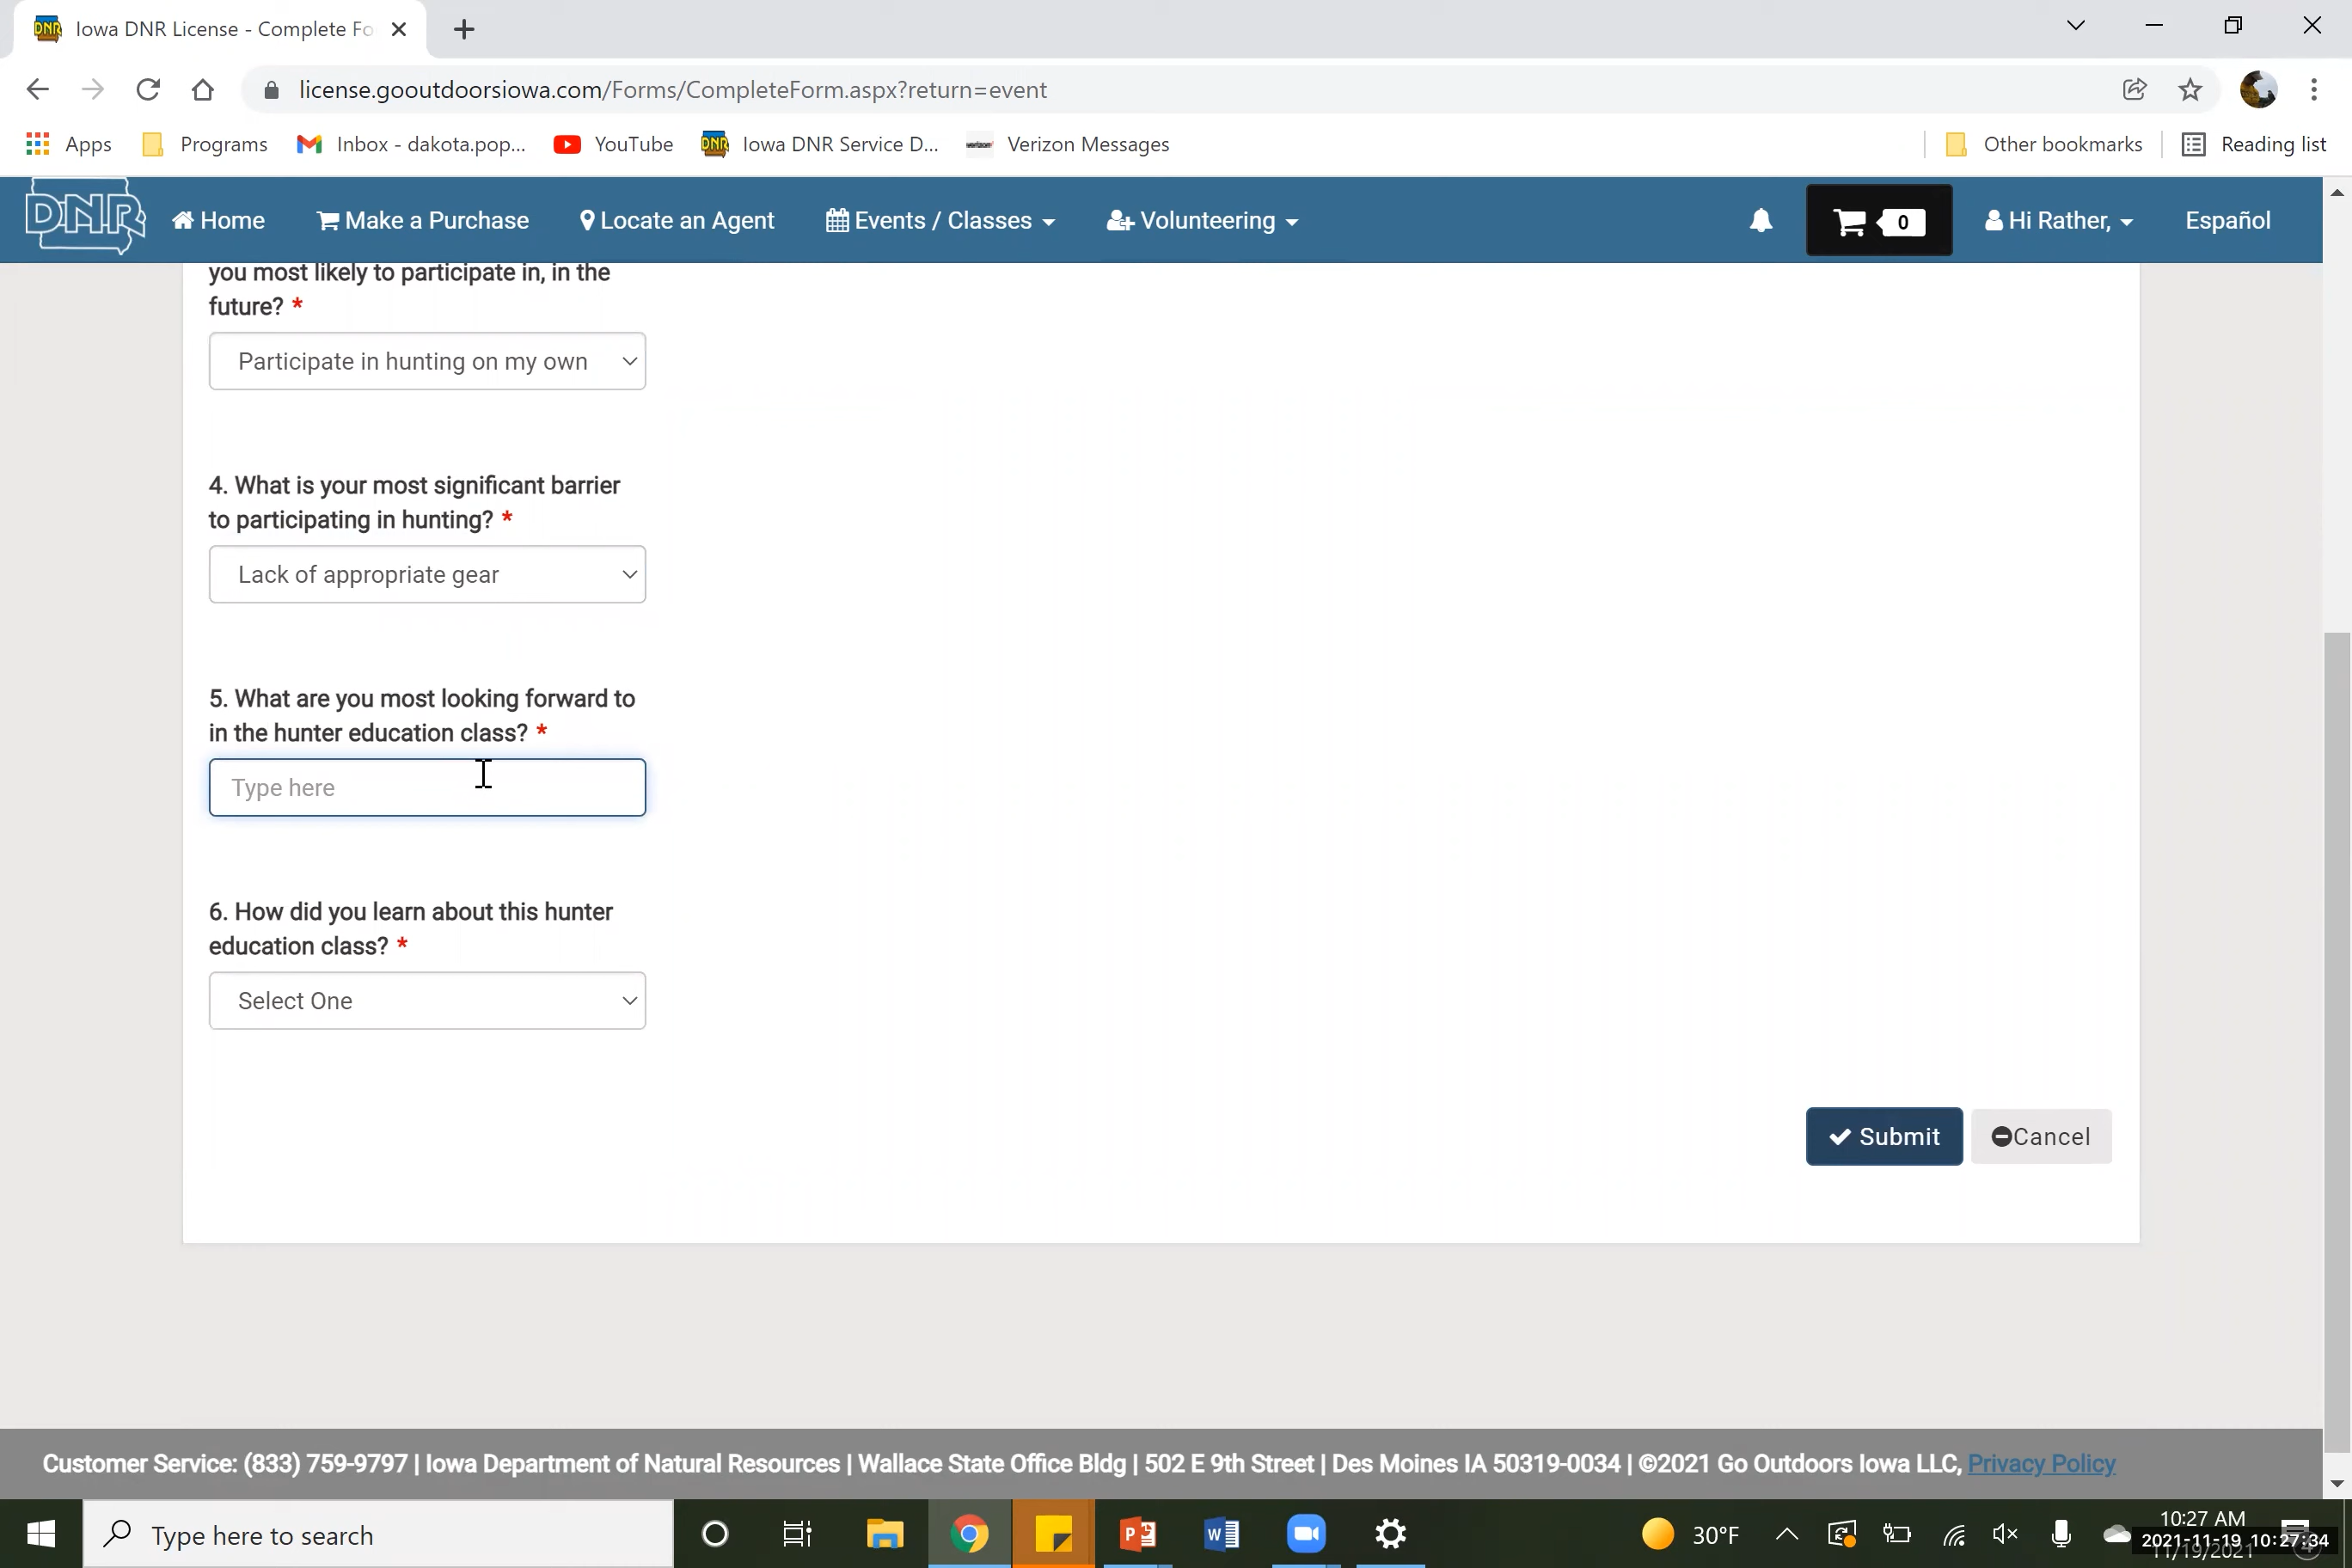 Iowa DNR License - Complete Fo
license.gooutdoorsiowa.com/Forms/CompleteForm.aspx?return=event
Apps Programs Inbox - dakota.pop... YouTube Iowa DNR Service D... Verizon Messages Other bookmarks Reading list
DNR Home Make a Purchase Locate an Agent Events / Classes Volunteering 0 Hi Rather, Español
you most likely to participate in, in the
future? *
Participate in hunting on my own
4. What is your most significant barrier
to participating in hunting? *
Lack of appropriate gear
5. What are you most looking forward to
in the hunter education class? *
Type here
6. How did you learn about this hunter
education class? *
Select One
Submit Cancel
Customer Service: (833) 759-9797 | Iowa Department of Natural Resources | Wallace State Office Bldg | 502 E 9th Street | Des Moines IA 50319-0034 | ©2021 Go Outdoors Iowa LLC, Privacy Policy
Type here to search 30°F 10:27 AM
2021-11-19 10:27:34
11/19/2021